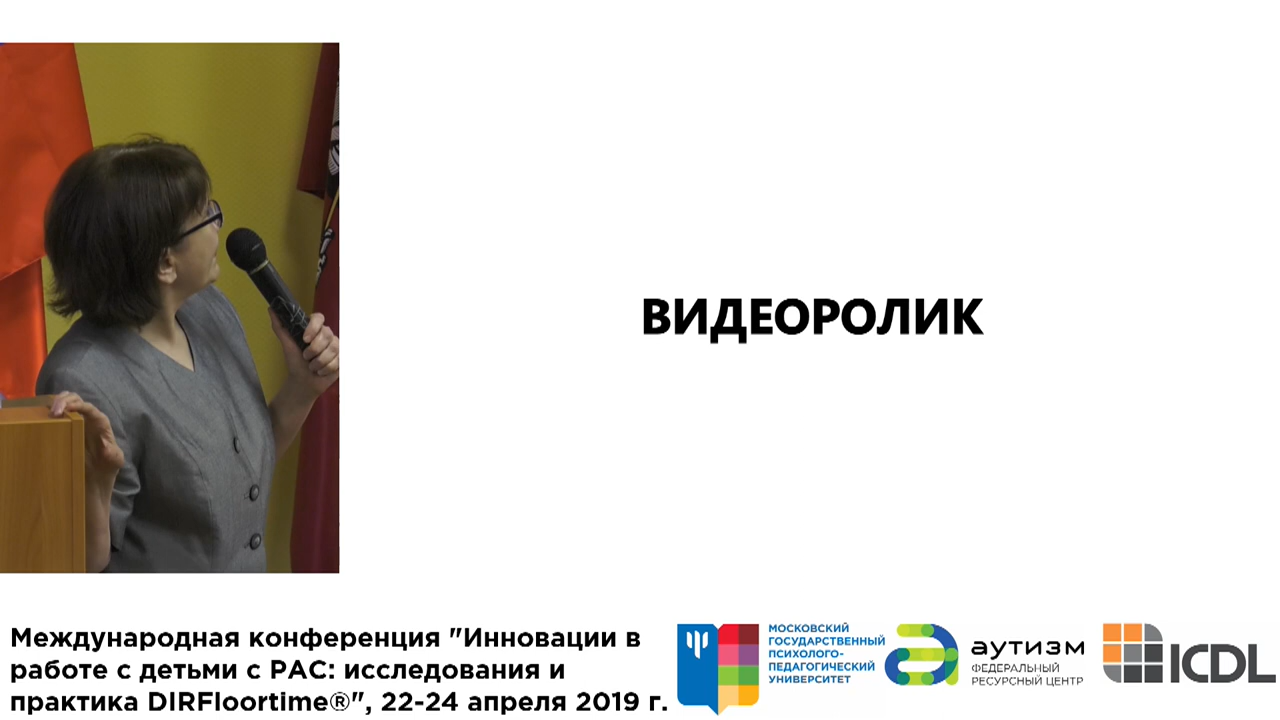 ВИДЕОРОЛИК
Международная конференция "Инновации в
работе с детьми с РАС: исследования и
практика DIRFloortime®", 22-24 апреля 2019 г.
МОСКОВСКИЙ
ГОСУДАРСТВЕННЫЙ
ПСИХОЛОГО-
ПЕДАГОГИЧЕСКИЙ
УНИВЕРСИТЕТ
аутизм
ФЕДЕРАЛЬНЫЙ
РЕСУРСНЫЙ ЦЕНТР
ICDL